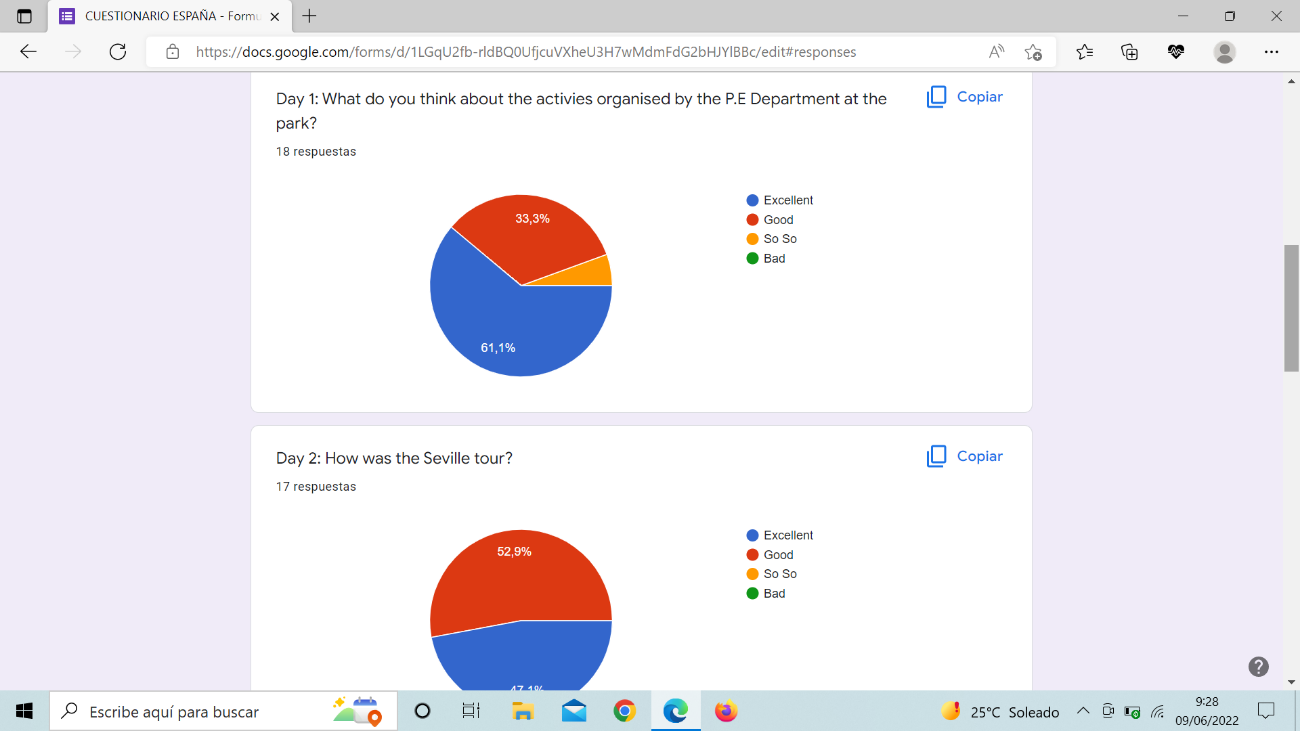 CUESTIONARIO ESPAÑA - Formu
https://docs.google.com/forms/d/1LGqU2fb-rldBQ0UfjcuVXheU3H7wMdmFdG2bHJYlBBc/edit#responses
Day 1: What do you think about the activies organised by the P.E Department at the
park?
Copiar
18 respuestas
33,3%
61,1%
Excellent
Good
So So
Bad
Day 2: How was the Seville tour?
Copiar
17 respuestas
52,9%
47,1%
Excellent
Good
So So
Bad
Escribe aquí para buscar
25°C Soleado
9:28
09/06/2022